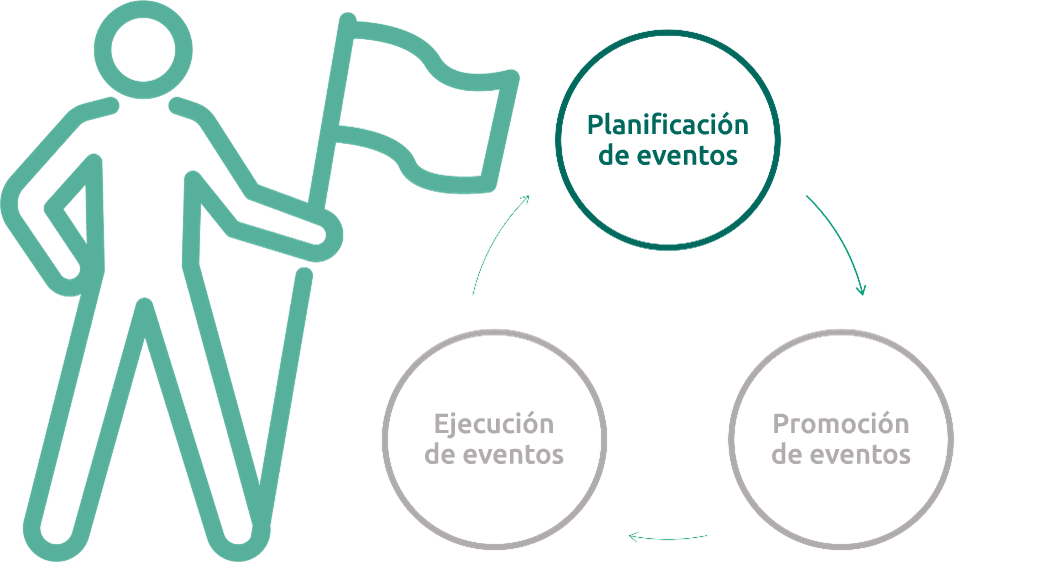 Planificación
de eventos
Ejecución
de eventos
Promoción
de eventos